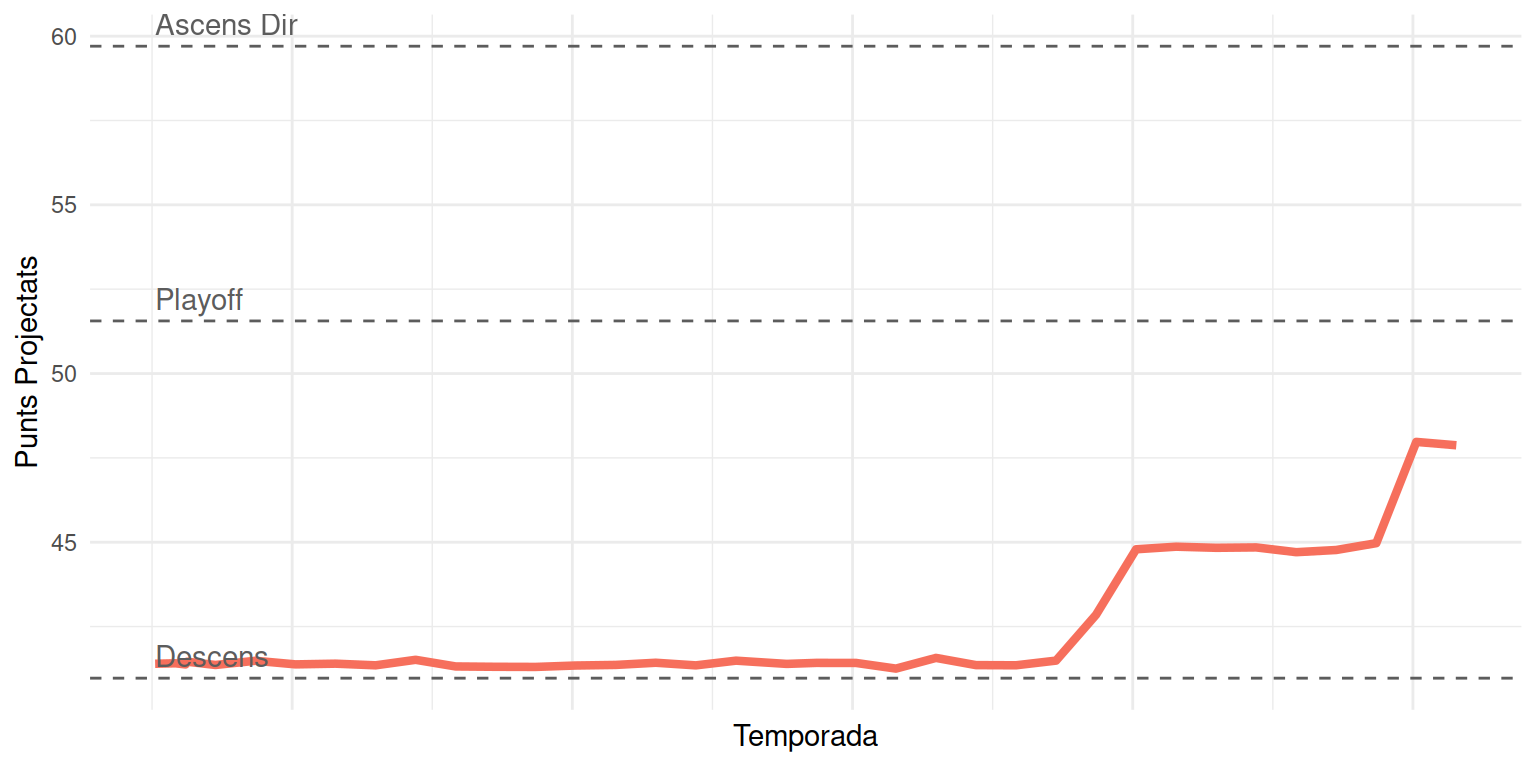 Ascens Dir
60
55
Playoff
50
45
Descens
Punts Projectats
Temporada